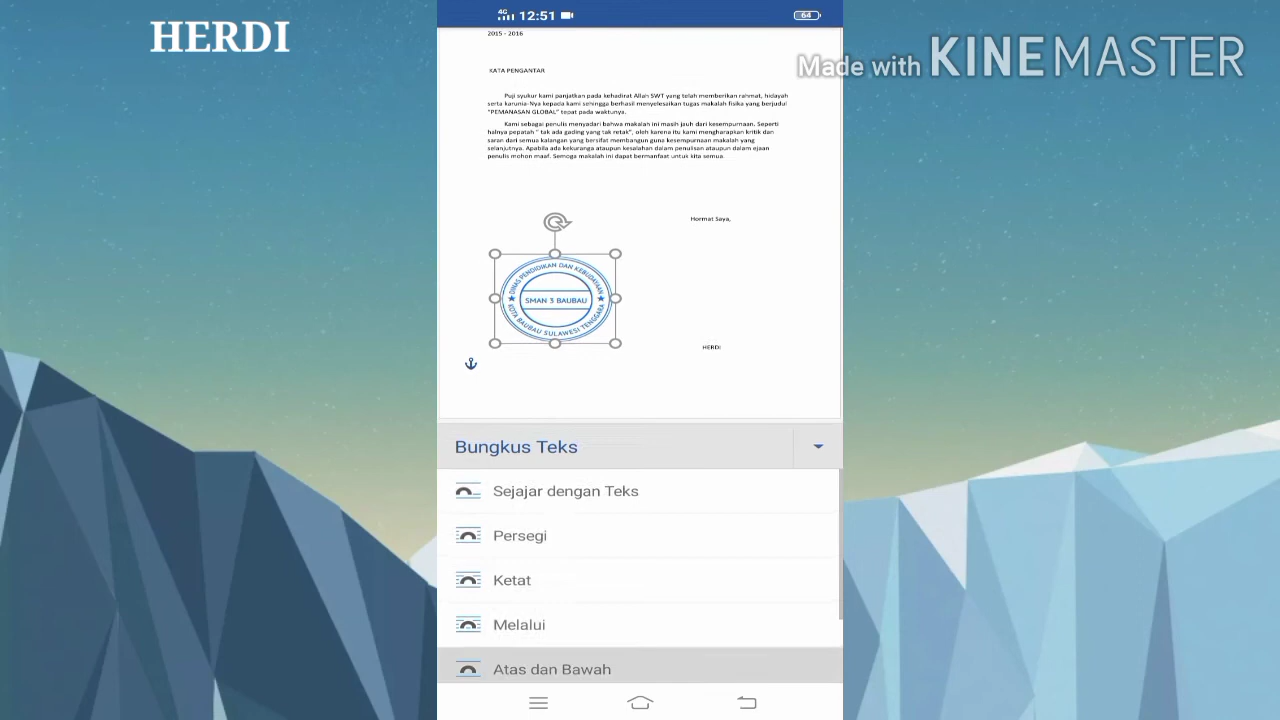 HERDI
4G 12:51 64
Made with KINEMASTER
2015 - 2016
KATA PENGANTAR
Puji syukur kami panjatkan pada kehadirat Allah SWT yang telah memberikan rahmat, hidayah
serta karunia-Nya kepada kami sehingga berhasil menyelesaikan tugas makalah fisika yang berjudul
"PEMANASAN GLOBAL" tepat pada waktunya.
Kami sebagai penulis menyadari bahwa makalah ini masih jauh dari kesempurnaan. Seperti
halnya pepatah " tak ada gading yang tak retak", oleh karena itu kami mengharapkan kritik dan
saran dari semua kalangan yang bersifat membangun guna kesempurnaan makalah yang
selanjutnya. Apabila ada kekuranga ataupun kesalahan dalam penulisan ataupun dalam ejaan
penulis mohon maaf. Semoga makalah ini dapat bermanfaat untuk kita semua.
Hormat Saya,
DINAS PENDIDIKAN DAN KEBUDAYAAN
SMAN 3 BAUBAU
KOTA BAUBAU SULAWESI TENGGARA
HERDI
Bungkus Teks
Sejajar dengan Teks
Persegi
Ketat
Melalui
Atas dan Bawah